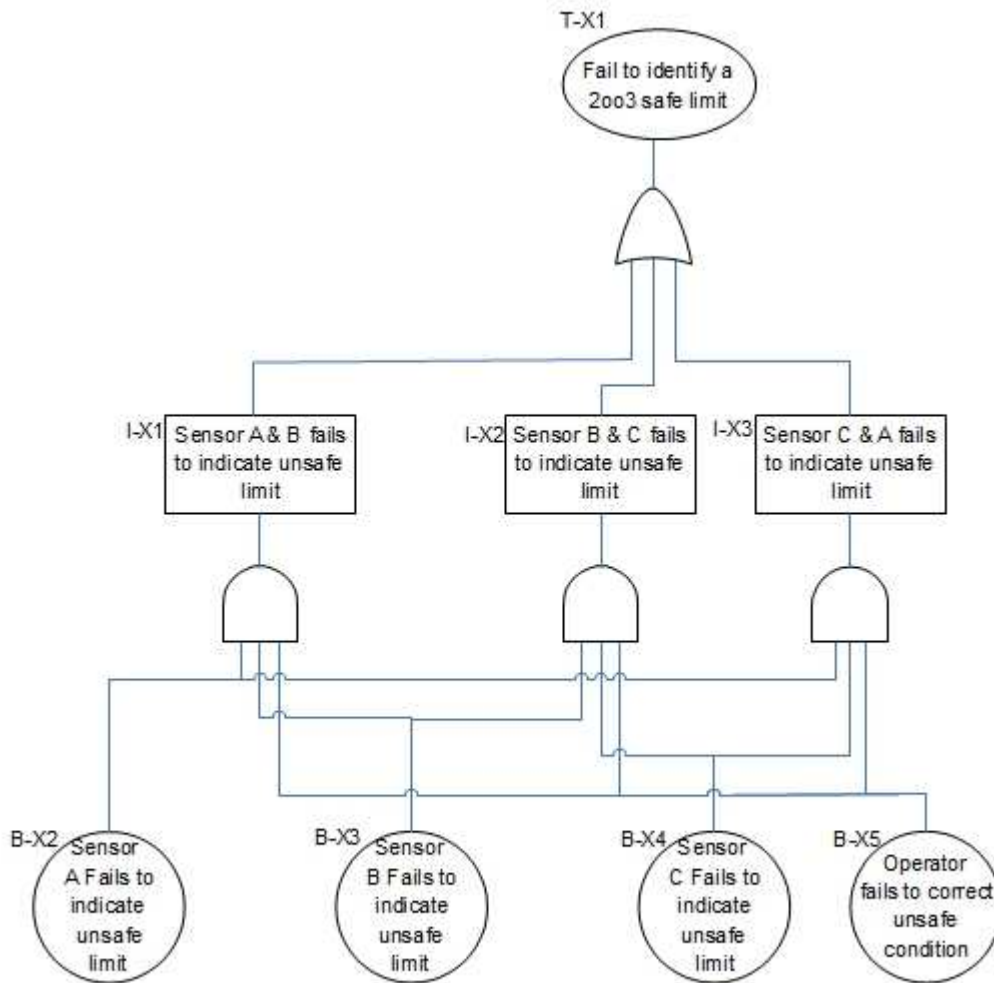 T-X1
Fail to identify a
2oo3 safe limit
I-X1
Sensor A & B fails
to indicate unsafe
limit
I-X2
Sensor B & C fails
to indicate unsafe
limit
I-X3
Sensor C & A fails
to indicate unsafe
limit
B-X2
Sensor
A Fails to
indicate
unsafe
limit
B-X3
Sensor
B Fails to
indicate
unsafe
limit
B-X4
Sensor
C Fails to
indicate
unsafe
limit
B-X5
Operator
fails to correct
unsafe
condition